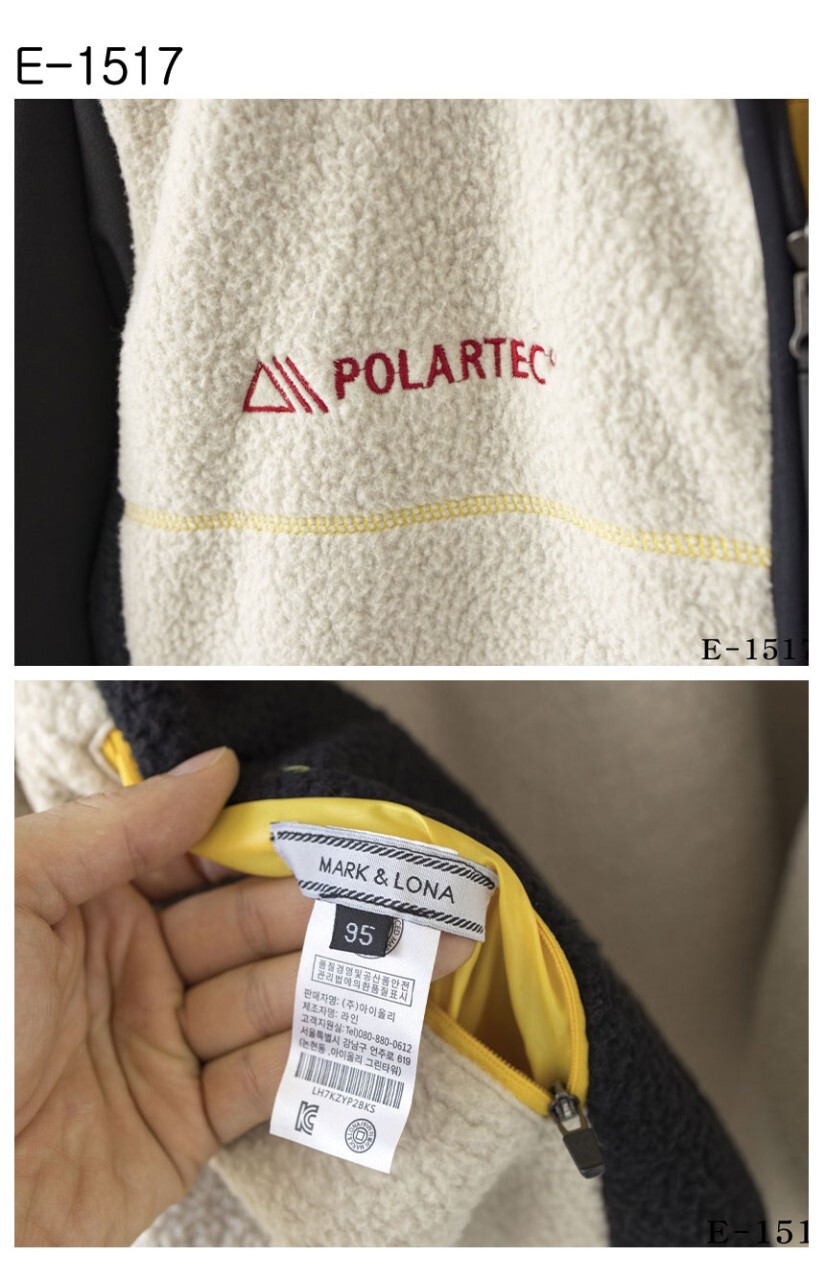 E-1517
POLARTEC
E-1517
MARK & LONA
95
품질경영및공산품안전
관리법에의한품질표시
판매자명: (주)아이올리
제조자명: 라인
고객지원실:Tel)080-880-0612
서울특별시 강남구 언주로 619
(논현동 ,아이올리 그린타워)
LH7KZYP2BKS
E-151